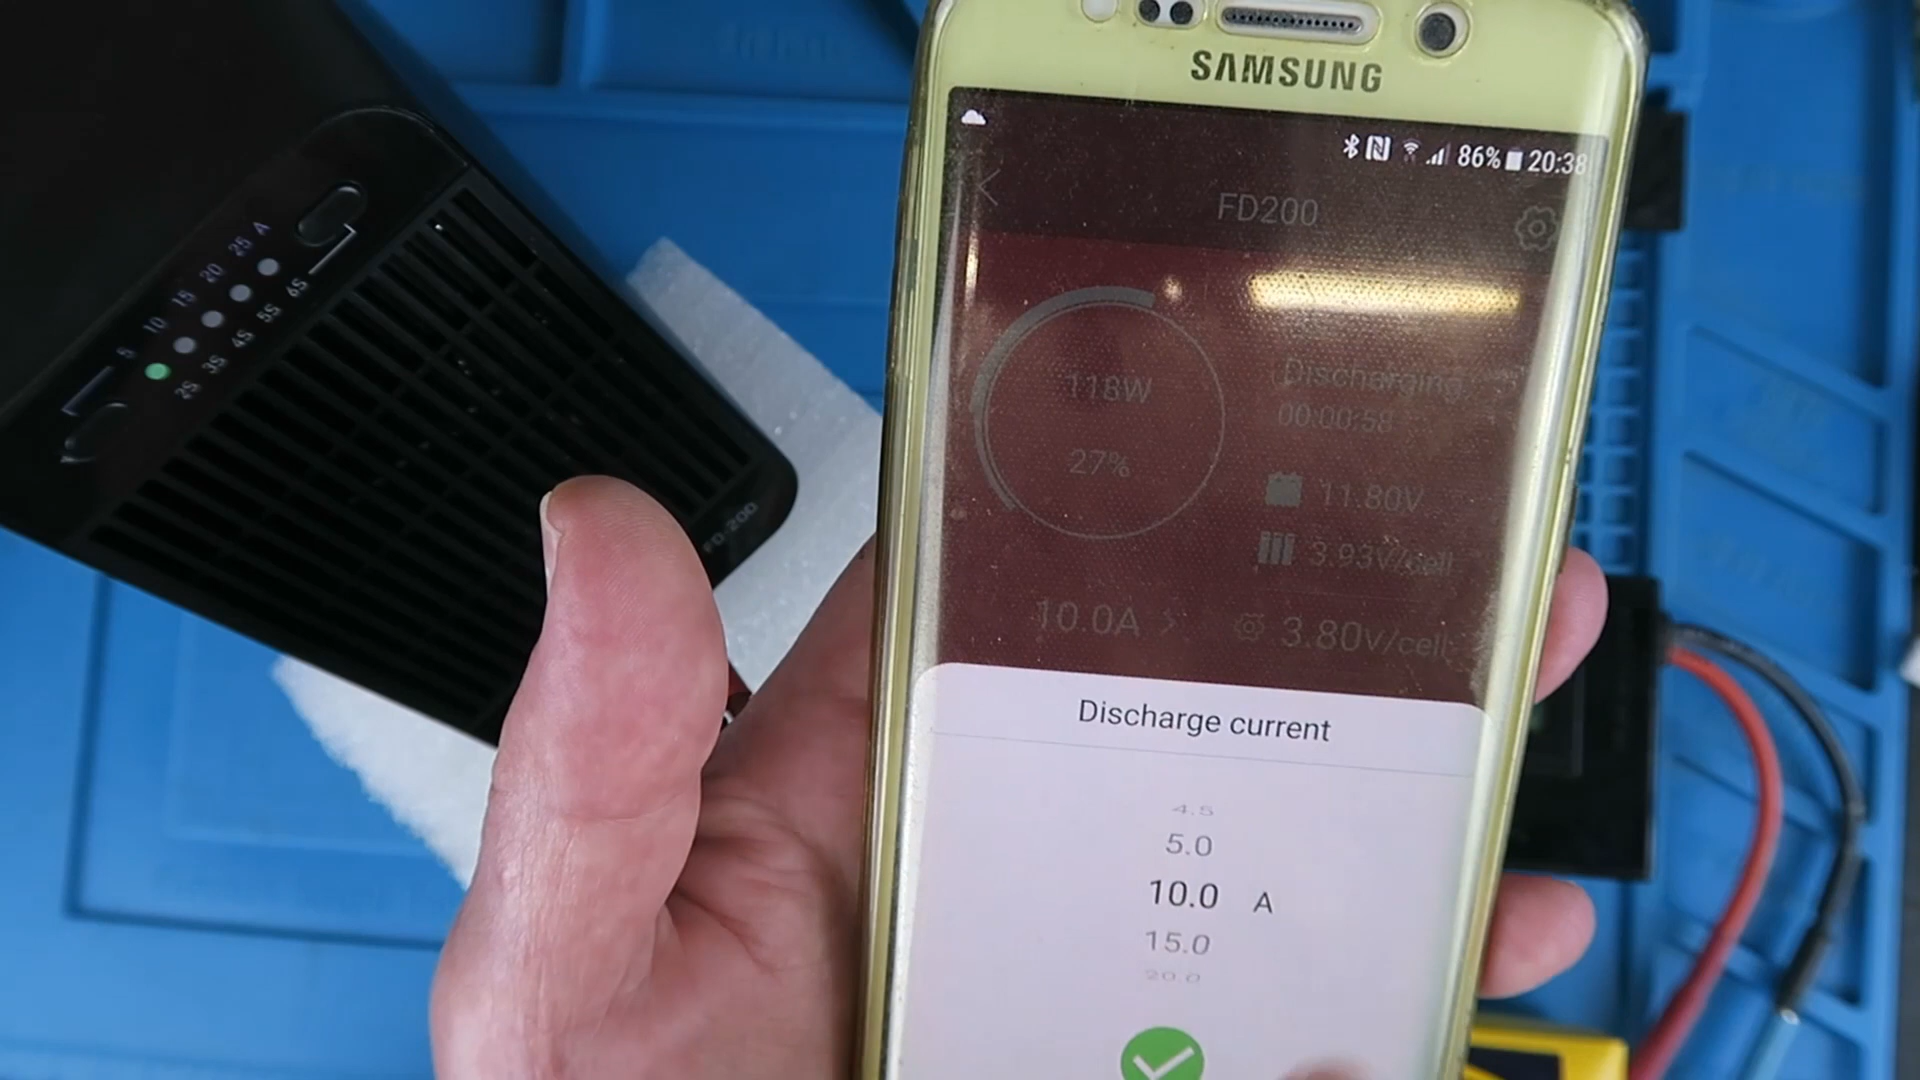 SAMSUNG
86% 20:38
FD200
118W
27%
Discharging
00:00:58
11.80V
3.93V/cell
10.0A >
3.80V/cell
Discharge current
4.5
5.0
10.0 A
15.0
20.0
5 10 15 20 25 A
2S 3S 4S 5S 6S
FD-200